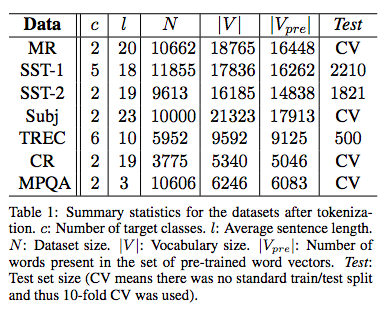 Data c l N |V| |Vpre| Test
MR 2 20 10662 18765 16448 CV
SST-1 5 18 11855 17836 16262 2210
SST-2 2 19 9613 16185 14838 1821
Subj 2 23 10000 21323 17913 CV
TREC 6 10 5952 9592 9125 500
CR 2 19 3775 5340 5046 CV
MPQA 2 3 10606 6246 6083 CV
Table 1: Summary statistics for the datasets after tokeniza-
tion. c: Number of target classes. l: Average sentence length.
N: Dataset size. |V|: Vocabulary size. |Vpre|: Number of
words present in the set of pre-trained word vectors. Test:
Test set size (CV means there was no standard train/test split
and thus 10-fold CV was used).